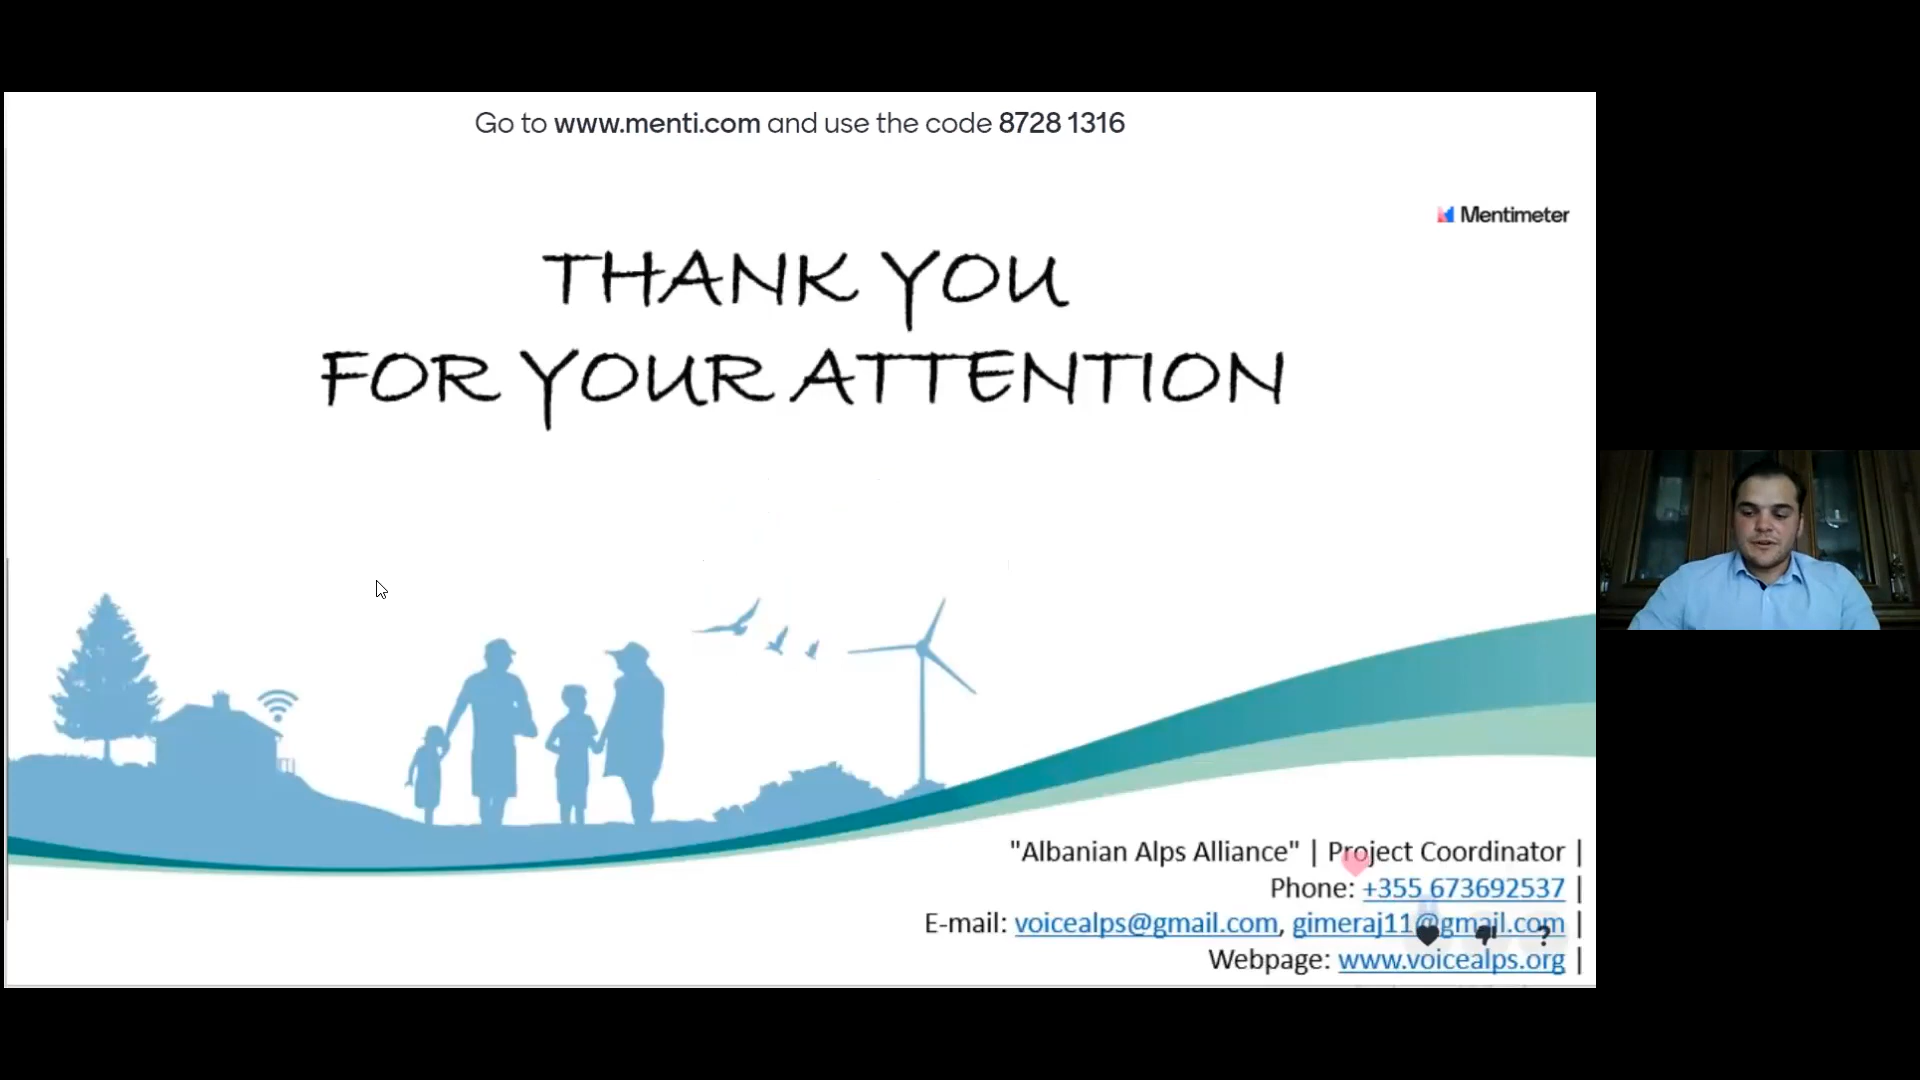 Go to www.menti.com and use the code 8728 1316
Mentimeter
THANK YOU
FOR YOUR ATTENTION
"Albanian Alps Alliance" | Project Coordinator |
Phone: +355 673692537 |
E-mail: voicealps@gmail.com, gimeraj11@gmail.com |
Webpage: www.voicealps.org |